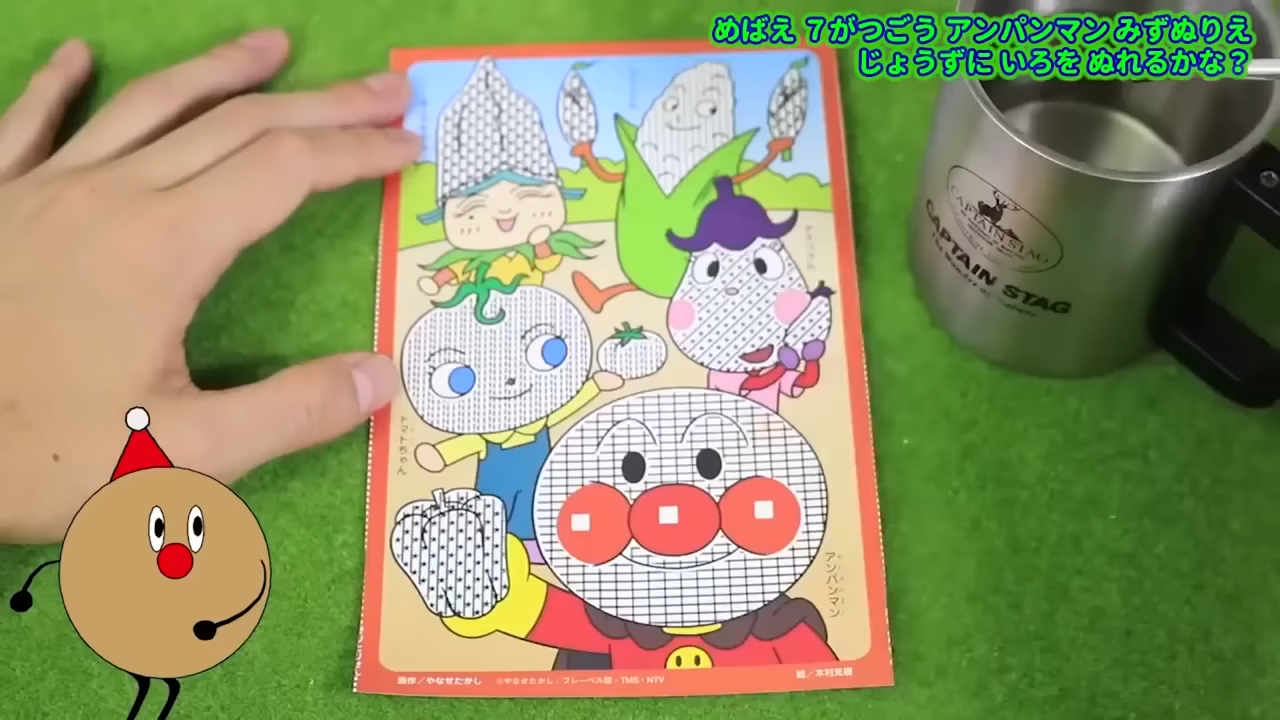 めばえ 7がつごう アンパンマン みずぬりえ
じょうずに いろを ぬれるかな?
CAPTAIN STAG
CAPTAIN STAG
トマトちゃん
アンパンマン
原作/やなせたかし ©やなせたかし/フレーベル館・TMS・NTV
絵/木村光雄